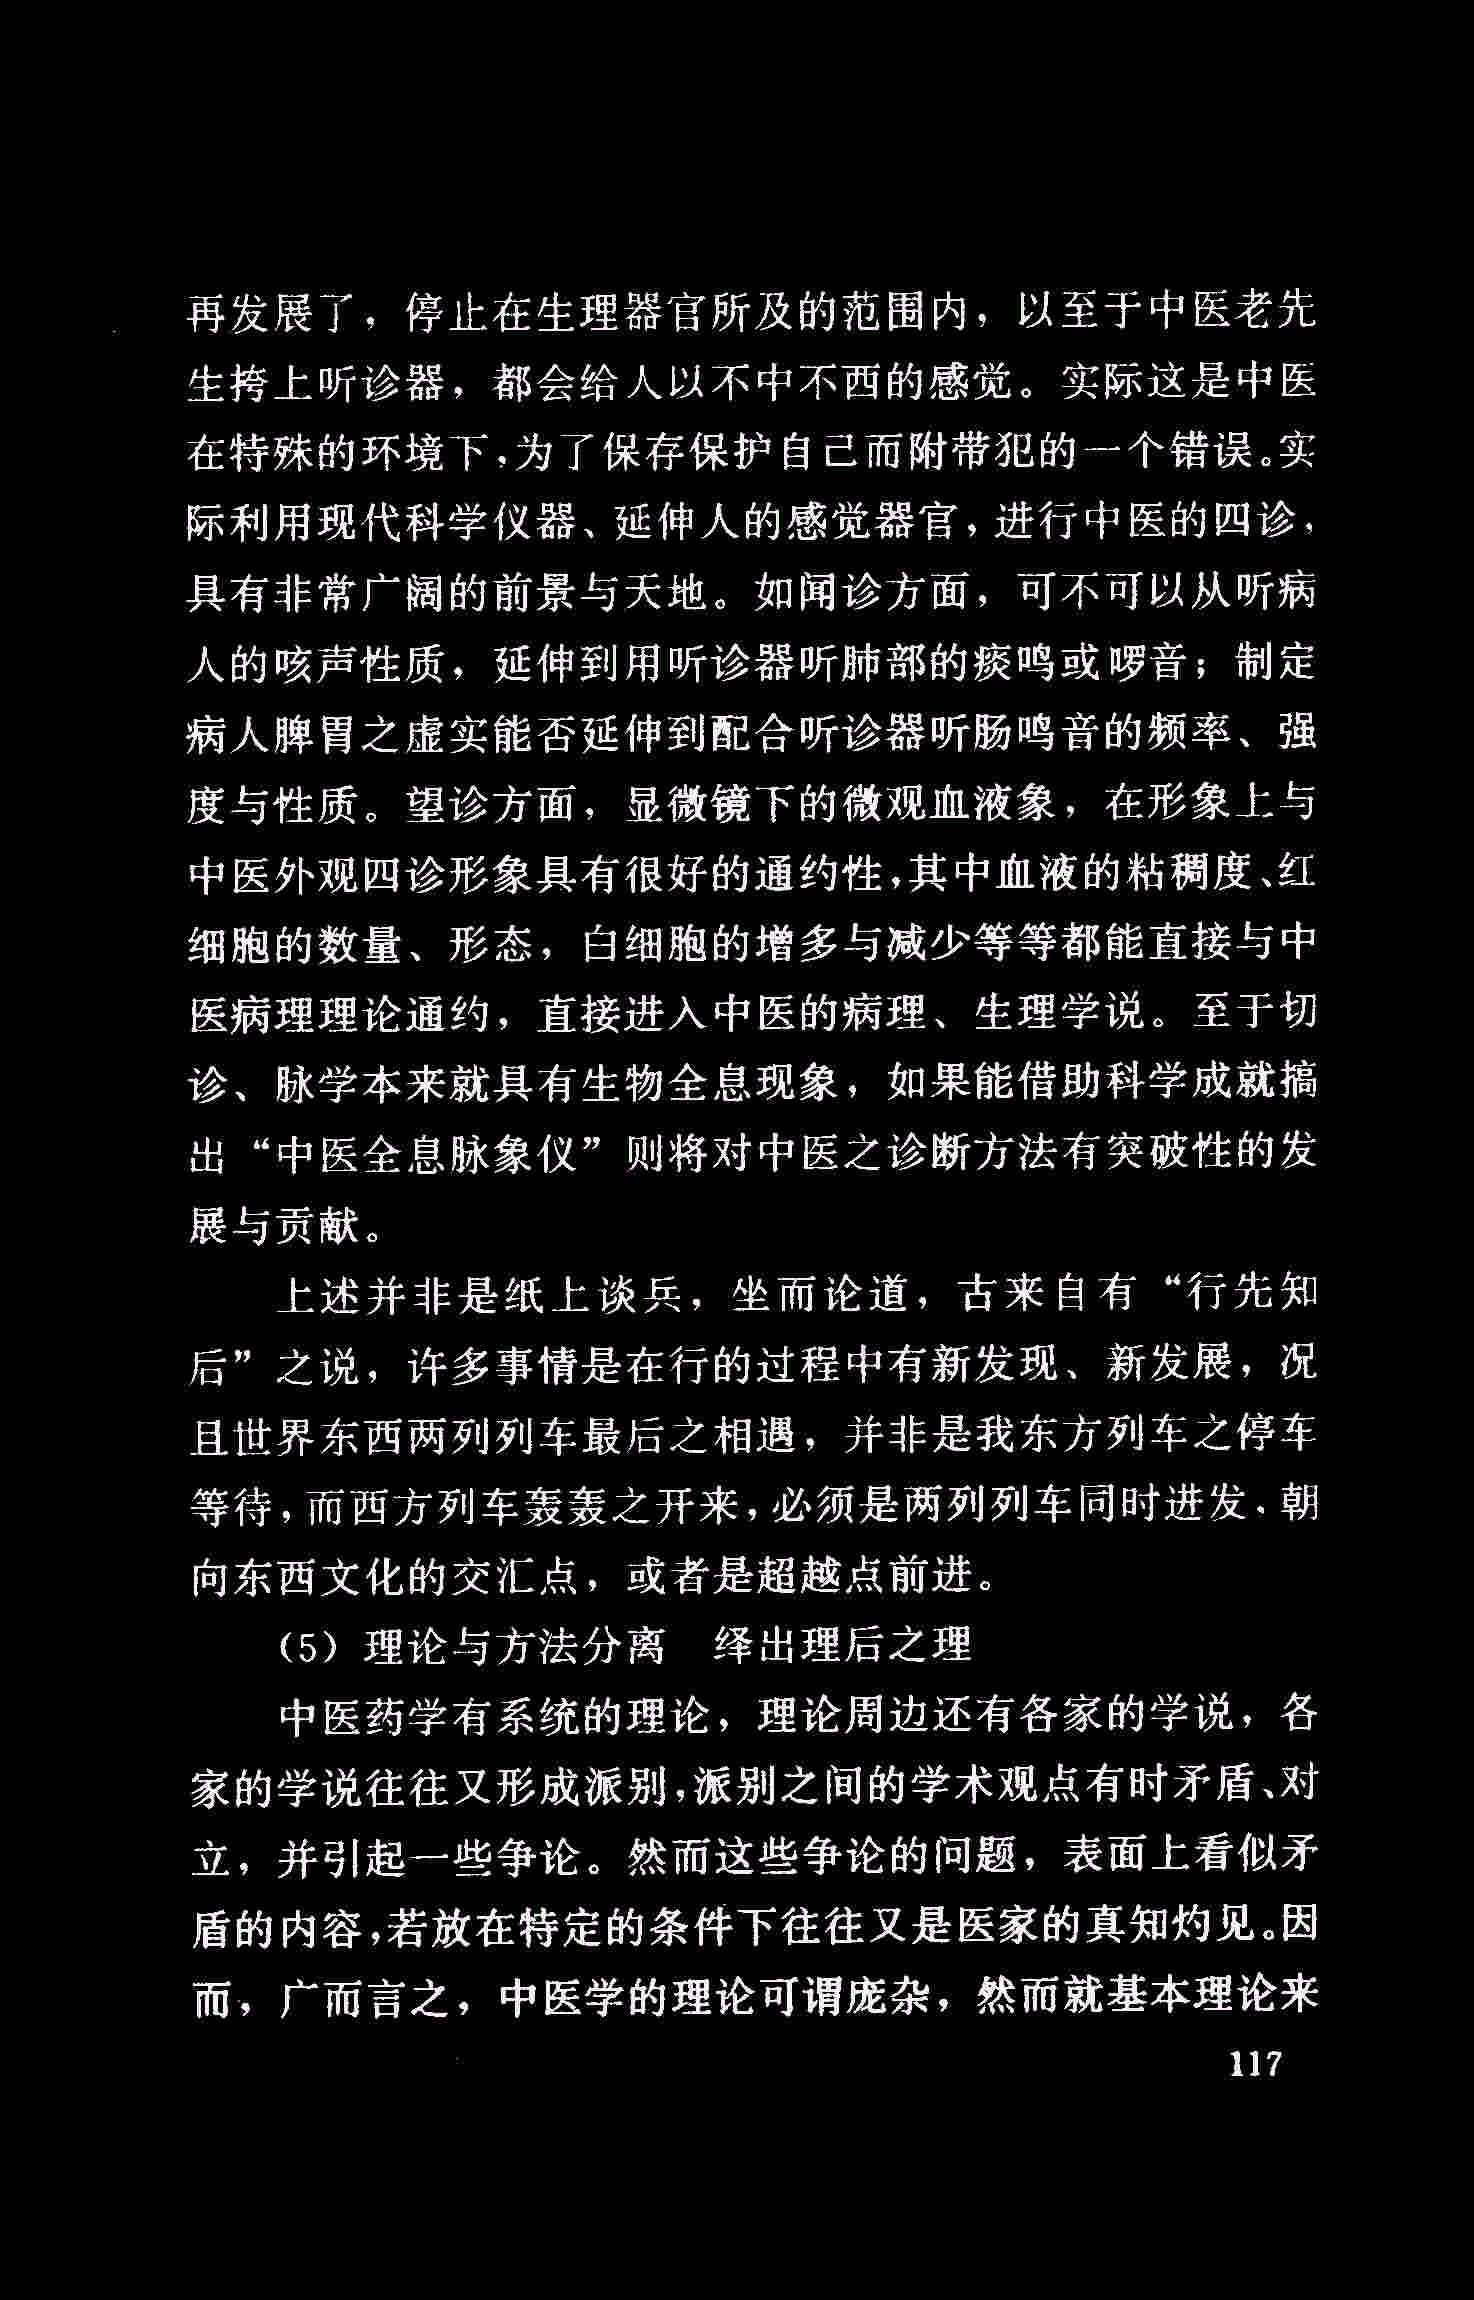 再发展了，停止在生理器官所及的范围内，以至于中医老先
生挎上听诊器，都会给人以不中不西的感觉。实际这是中医
在特殊的环境下，为了保存保护自己而附带犯的一个错误。实
际利用现代科学仪器、延伸人的感觉器官，进行中医的四诊，
具有非常广阔的前景与天地。如闻诊方面，可不可以从听病
人的咳声性质，延伸到用听诊器听肺部的痰鸣或啰音；制定
病人脾胃之虚实能否延伸到配合听诊器听肠鸣音的频率、强
度与性质。望诊方面，显微镜下的微观血液象，在形象上与
中医外观四诊形象具有很好的通约性，其中血液的粘稠度、红
细胞的数量、形态，白细胞的增多与减少等等都能直接与中
医病理理论通约，直接进入中医的病理、生理学说。至于切
诊、脉学本来就具有生物全息现象，如果能借助科学成就搞
出“中医全息脉象仪”则将对中医之诊断方法有突破性的发
展与贡献。
上述并非是纸上谈兵，坐而论道，古来自有“行先知
后”之说，许多事情是在行的过程中有新发现、新发展，况
且世界东西两列列车最后之相遇，并非是我东方列车之停车
等待，而西方列车轰轰之开来，必须是两列列车同时进发、朝
向东西文化的交汇点，或者是超越点前进。
（5）理论与方法分离　绎出理后之理
中医药学有系统的理论，理论周边还有各家的学说，各
家的学说往往又形成派别，派别之间的学术观点有时矛盾、对
立，并引起一些争论。然而这些争论的问题，表面上看似矛
盾的内容，若放在特定的条件下往往又是医家的真知灼见。因
而，广而言之，中医学的理论可谓庞杂，然而就基本理论来
117